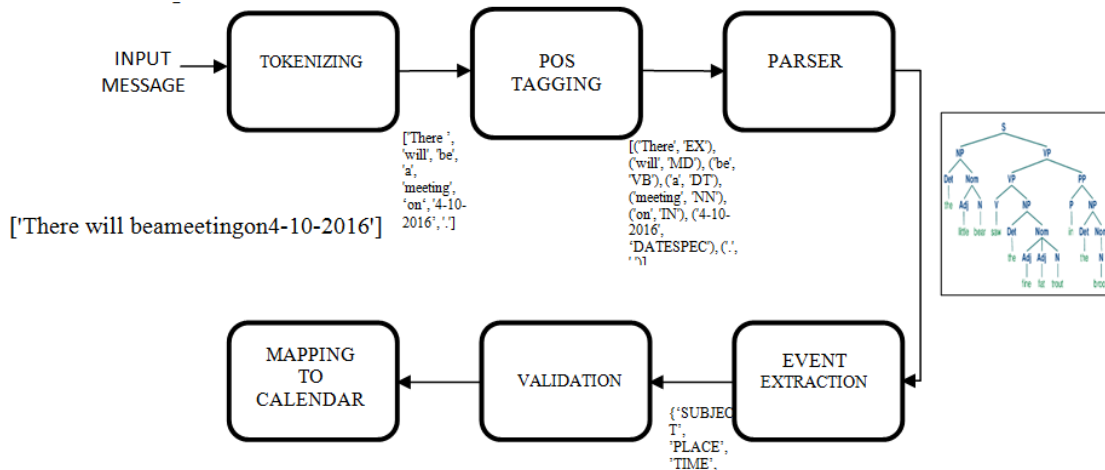 INPUT
MESSAGE
TOKENIZING
POS
TAGGING
PARSER
['There ’,
'will', 'be',
'a',
'meeting',
‘on‘, '4-10-
2016’, '.']
[('There', 'EX'),
('will', 'MD'), ('be',
'VB'), ('a', 'DT'),
('meeting', 'NN'),
('on', 'IN'), ('4-10-
2016',
‘DATESPEC'), ('.',
'.')]
['There will beameetingon4-10-2016']
S
NP VP
Det Nom VP PP
the Adj N V NP P NP
little bear saw Det Nom in Det Nom
the Adj Adj N the N
fine fat trout
MAPPING
TO
CALENDAR
VALIDATION
EVENT
EXTRACTION
{‘SUBJEC
T’,
’PLACE’,
’TIME’,